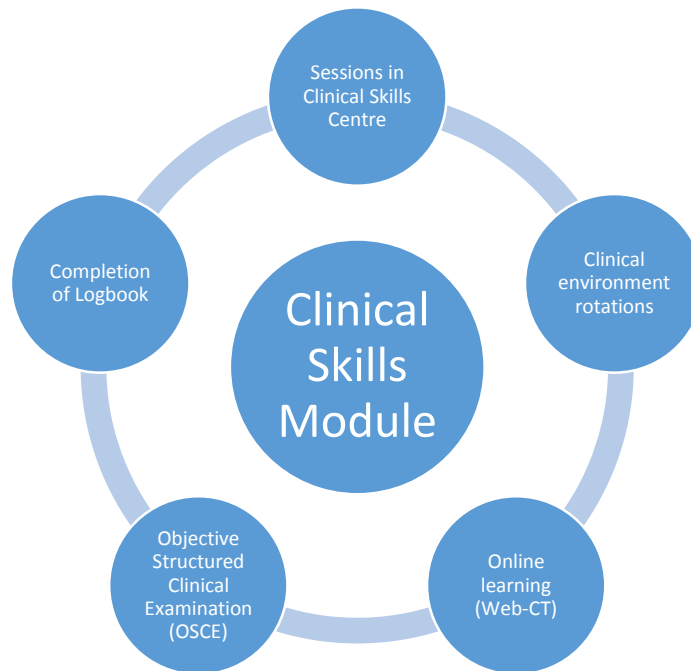 Sessions in
Clinical Skills
Centre
Clinical
environment
rotations
Online
learning
(Web-CT)
Objective
Structured
Clinical
Examination
(OSCE)
Completion
of Logbook
Clinical
Skills
Module